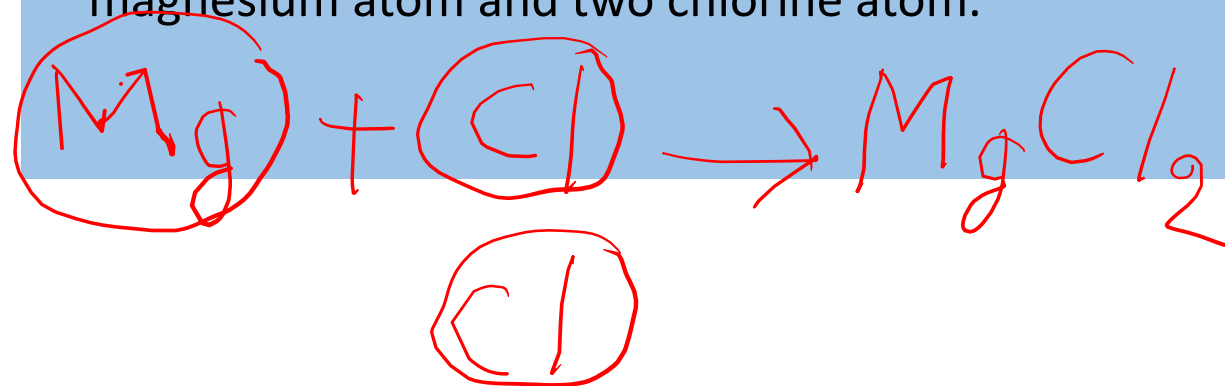 magnesium atom and two chlorine atom.
Mg + Cl → MgCl2
Cl